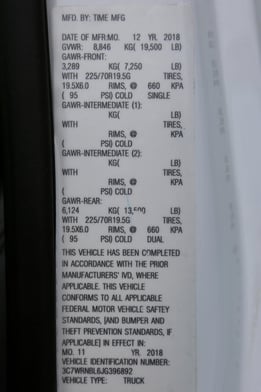 MFD. BY: TIME MFG
DATE OF MFR:MO. 12 YR. 2018
GVWR: 8,846 KG( 19,500 LB)
GAWR-FRONT:
3,289 KG( 7,250 LB)
WITH 225/70R19.5G TIRES,
19.5X6.0 RIMS, @ 660 KPA
( 95 PSI) COLD SINGLE
GAWR-INTERMEDIATE (1):
KG( LB)
WITH TIRES,
RIMS, @ KPA
( PSI) COLD
GAWR-INTERMEDIATE (2):
KG( LB)
WITH TIRES,
RIMS, @ KPA
( PSI) COLD
GAWR-REAR:
6,124 KG( 13,500 LB)
WITH 225/70R19.5G TIRES,
19.5X6.0 RIMS, @ 660 KPA
( 95 PSI) COLD DUAL
THIS VEHICLE HAS BEEN COMPLETED
IN ACCORDANCE WITH THE PRIOR
MANUFACTURERS' IVD, WHERE
APPLICABLE. THIS VEHICLE
CONFORMS TO ALL APPLICABLE
FEDERAL MOTOR VEHICLE SAFTEY
STANDARDS, [AND BUMPER AND
THEFT PREVENTION STANDARDS, IF
APPLICABLE] IN EFFECT IN:
MO. 11 YR. 2018
VEHICLE IDENTIFICATION NUMBER:
3C7WRNBL6JG396892
VEHICLE TYPE: TRUCK